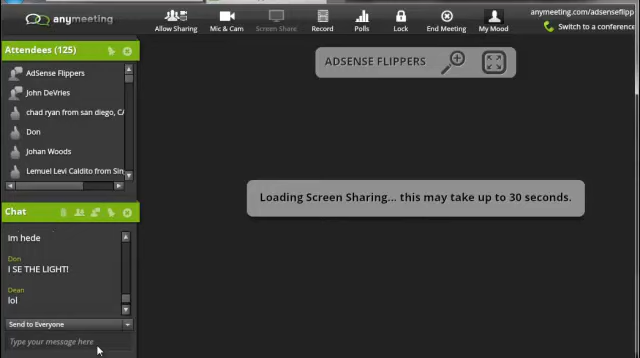 anymeeting
Allow Sharing
Mic & Cam
Screen Share
Record
Polls
Lock
End Meeting
My Mood
anymeeting.com/adsenseflipp
Switch to a conference
Attendees (125)
AdSense Flippers
John DeVries
chad ryan from san diego, CA
Don
Johan Woods
Lemuel Levi Caldito from Sin
ADSENSE FLIPPERS
Loading Screen Sharing... this may take up to 30 seconds.
Chat
Im hede
Don
I SE THE LIGHT!
Dean
lol
Send to Everyone
Type your message here